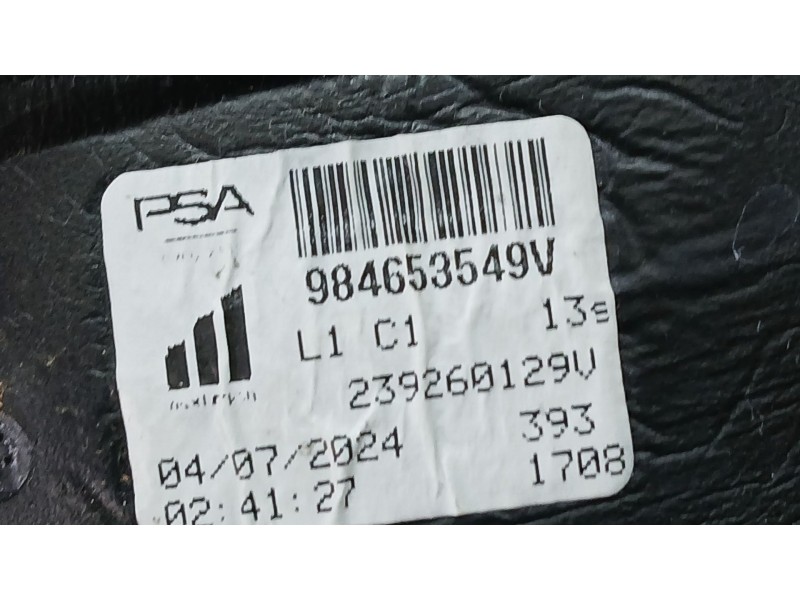 PSA
984653549V
L1 C1 13s
239260129V
04/07/2024 393
02:41:27 1708